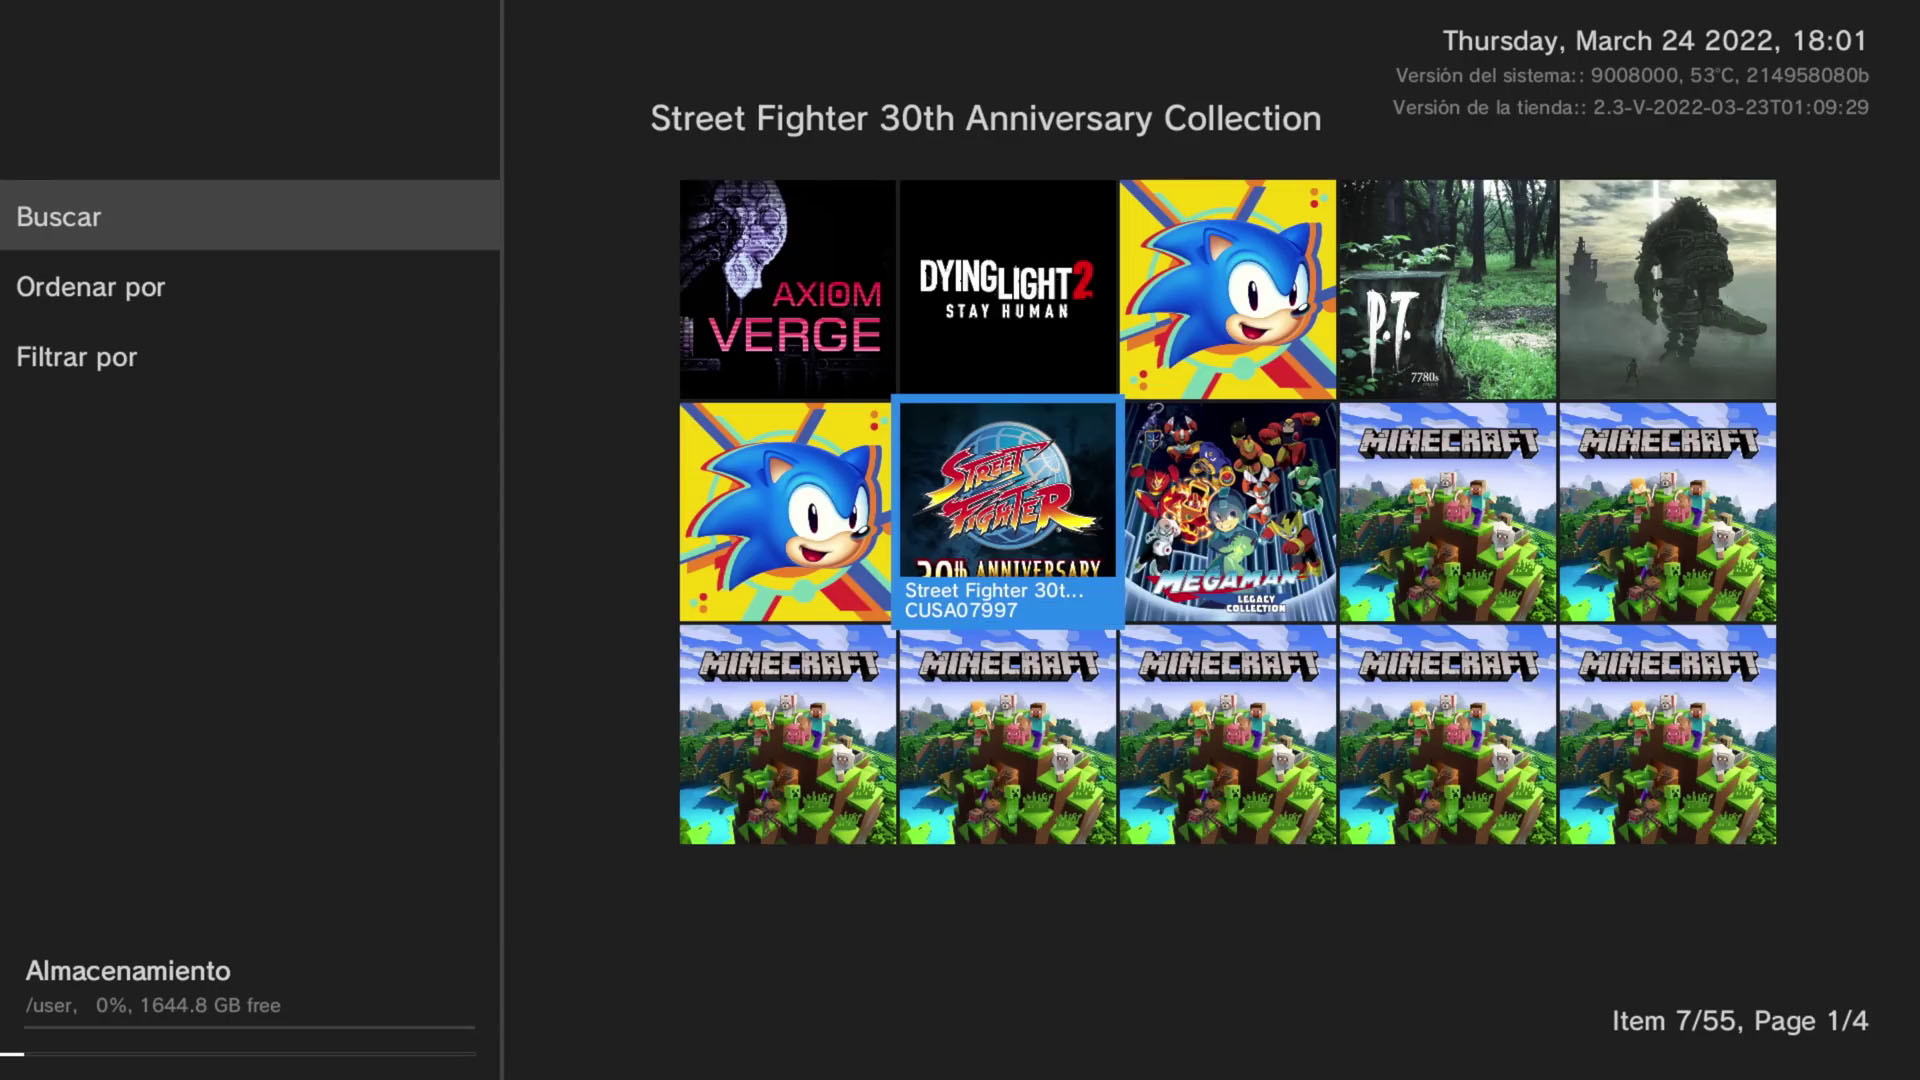 Thursday, March 24 2022, 18:01
Versión del sistema:: 9008000, 53°C, 214958080b
Versión de la tienda:: 2.3-V-2022-03-23T01:09:29
Street Fighter 30th Anniversary Collection
Buscar
Ordenar por
Filtrar por
AXIOM
VERGE
DYING LIGHT 2
STAY HUMAN
P.T.
7780s
STREET
FIGHTER
30th ANNIVERSARY
Street Fighter 30t...
CUSA07997
MEGAMAN
LEGACY
COLLECTION
MINECRAFT
MINECRAFT
MINECRAFT
MINECRAFT
MINECRAFT
MINECRAFT
MINECRAFT
Almacenamiento
/user, 0%, 1644.8 GB free
Item 7/55, Page 1/4